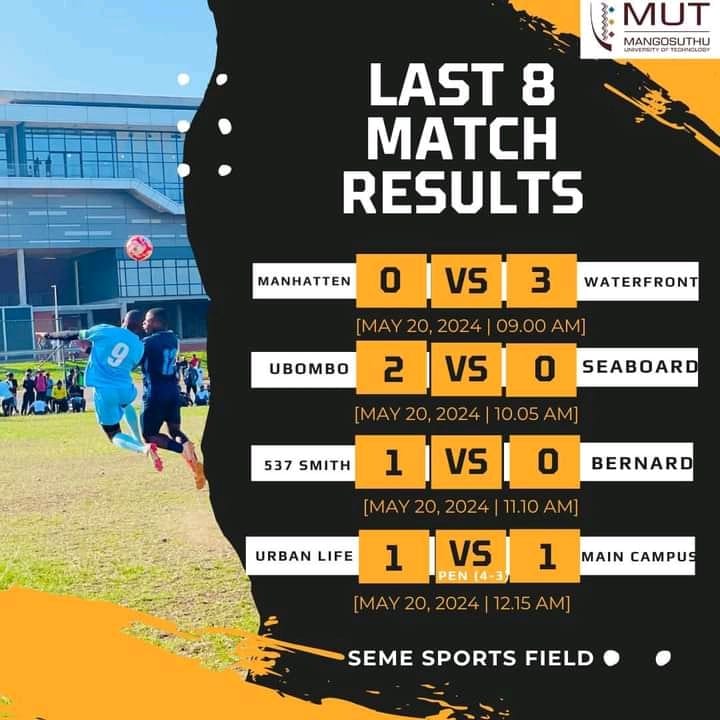 MUT
MANGOSUTHU
UNIVERSITY OF TECHNOLOGY
LAST 8
MATCH
RESULTS
MANHATTEN 0 VS 3 WATERFRONT
[MAY 20, 2024 | 09.00 AM]
UBOMBO 2 VS 0 SEABOARD
[MAY 20, 2024 | 10.05 AM]
537 SMITH 1 VS 0 BERNARD
[MAY 20, 2024 | 11.10 AM]
URBAN LIFE 1 VS 1 MAIN CAMPUS
PEN (4-3)
[MAY 20, 2024 | 12.15 AM]
SEME SPORTS FIELD
9